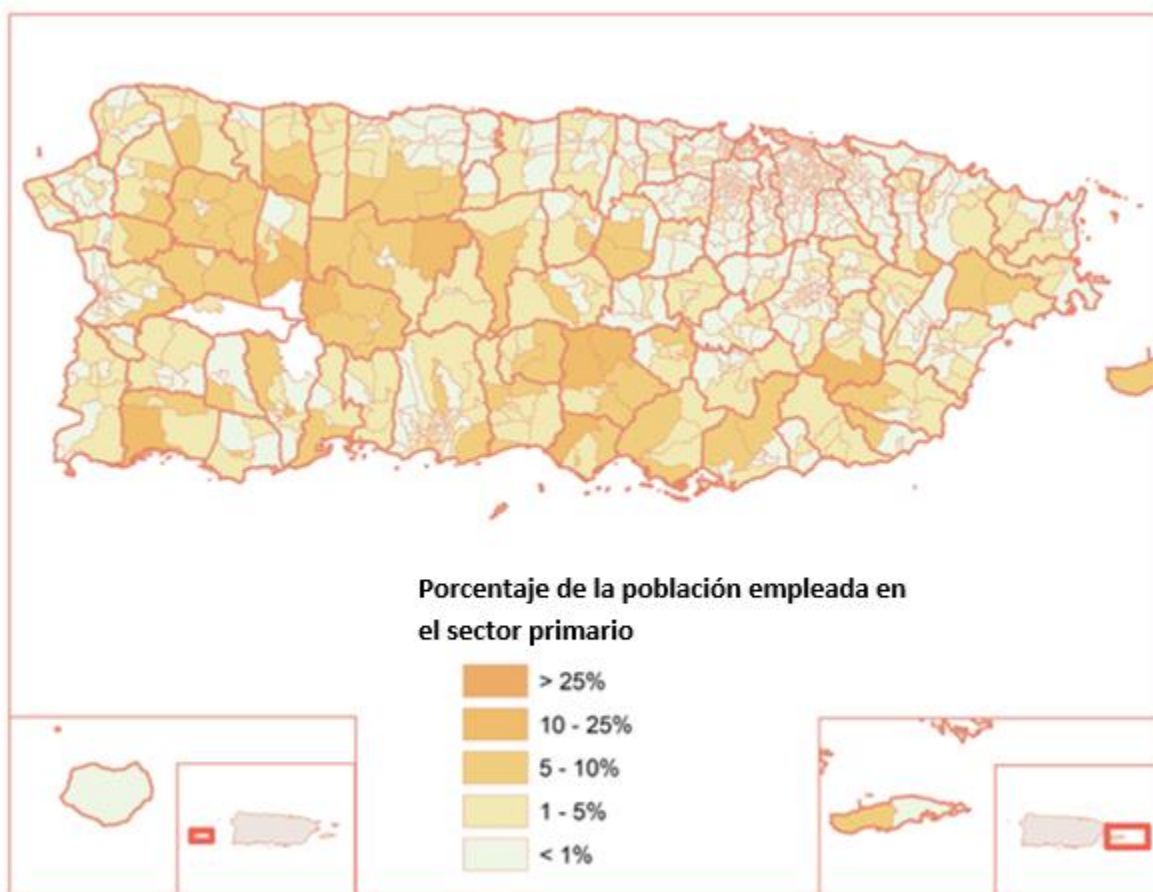 Porcentaje de la población empleada en
el sector primario
> 25%
10 - 25%
5 - 10%
1 - 5%
< 1%